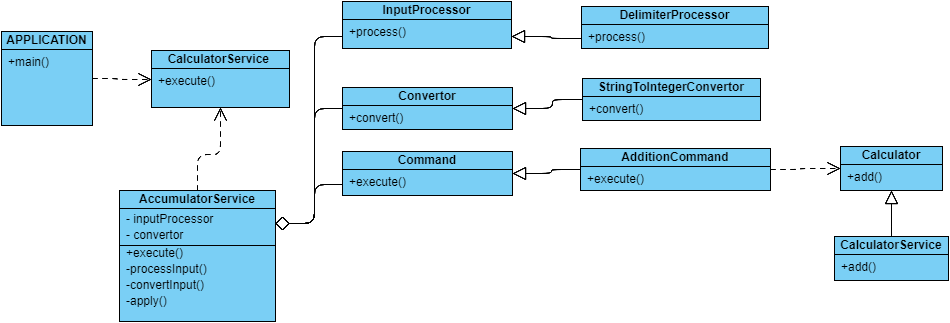 APPLICATION
+main()
CalculatorService
+execute()
InputProcessor
+process()
DelimiterProcessor
+process()
Convertor
+convert()
StringToIntegerConvertor
+convert()
Command
+execute()
AdditionCommand
+execute()
Calculator
+add()
AccumulatorService
- inputProcessor
- convertor
+execute()
-processInput()
-convertInput()
-apply()
CalculatorService
+add()